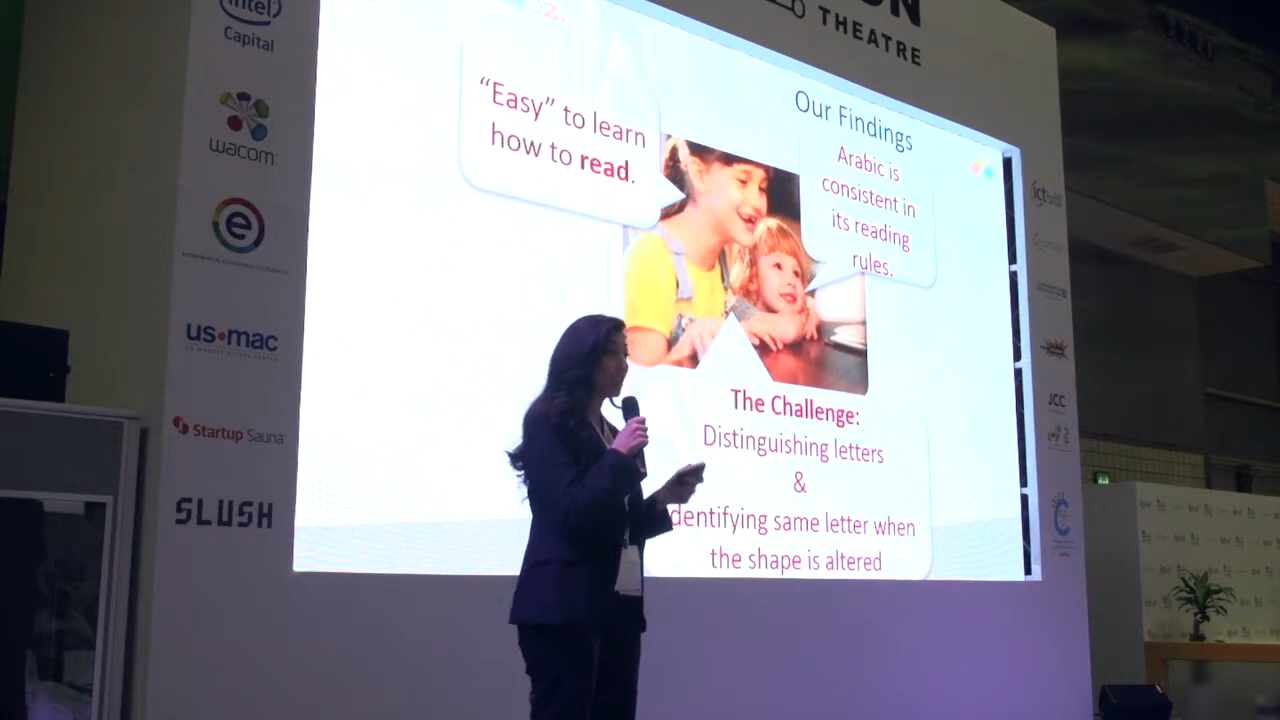 intel
Capital
wacom
e
us•mac
Startup Sauna
SLUSH
THEATRE
"Easy" to learn
how to read.
Our Findings
Arabic is
consistent in
its reading
rules.
The Challenge:
Distinguishing letters
&
dentifying same letter when
the shape is altered
JCC